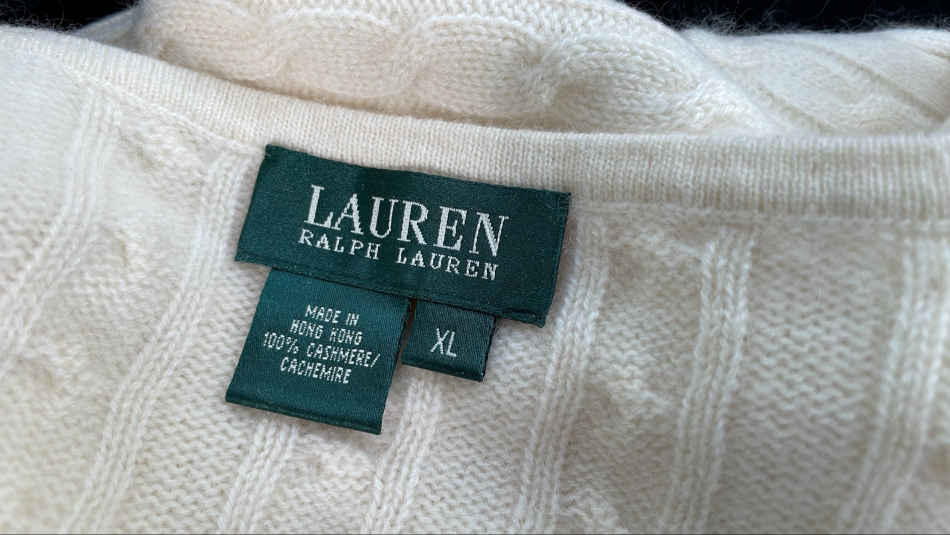 LAUREN
RALPH LAUREN
MADE IN
HONG KONG
100% CASHMERE/
CACHEMIRE
XL